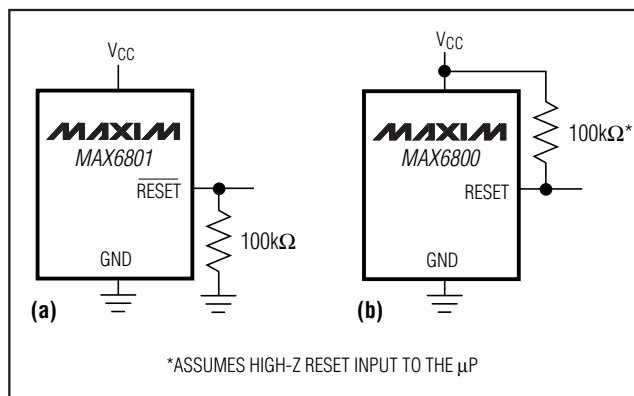 VCC
MAXIM
MAX6801
RESET
100kΩ
GND
(a)
VCC
MAXIM
MAX6800
100kΩ*
RESET
GND
(b)
*ASSUMES HIGH-Z RESET INPUT TO THE µP